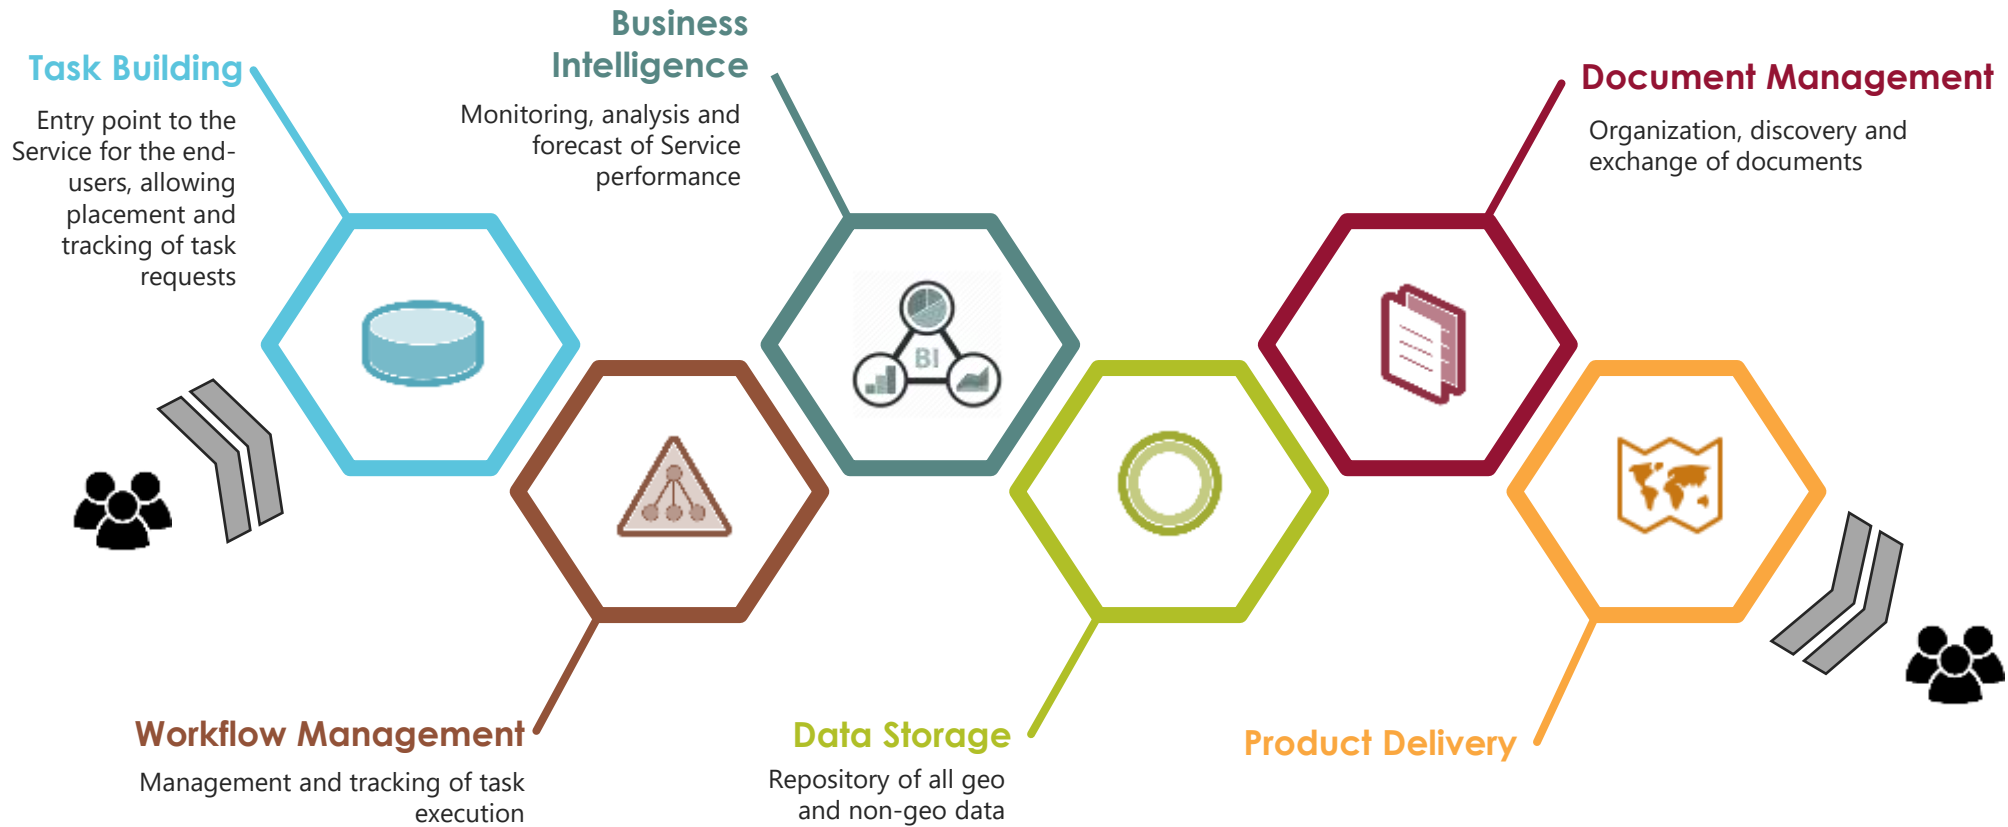 Task Building
Entry point to the
Service for the end-
users, allowing
placement and
tracking of task
requests
Business
Intelligence
Monitoring, analysis and
forecast of Service
performance
Document Management
Organization, discovery and
exchange of documents
BI
Workflow Management
Management and tracking of task
execution
Data Storage
Repository of all geo
and non-geo data
Product Delivery